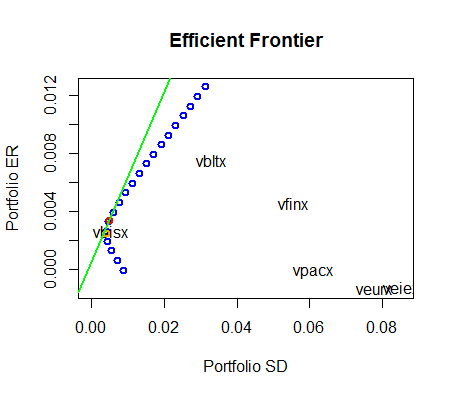 Efficient Frontier
0.012
0.008
0.004
0.000
Portfolio ER
vbltx
vfinx
vbisx
vpacx
veurx
veie
0.00 0.02 0.04 0.06 0.08
Portfolio SD